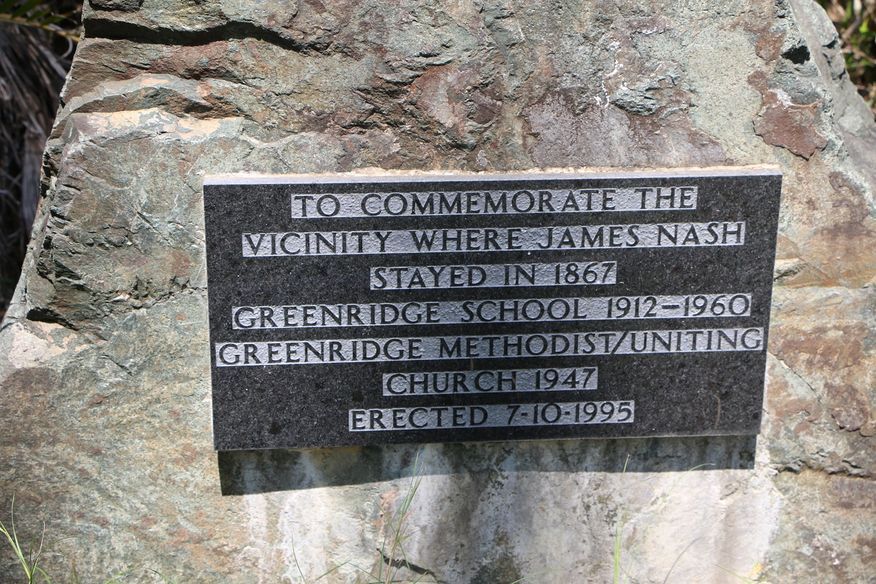 TO COMMEMORATE THE
VICINITY WHERE JAMES NASH
STAYED IN 1867
GREENRIDGE SCHOOL 1912-1960
GREENRIDGE METHODIST/UNITING
CHURCH 1947
ERECTED 7-10-1995